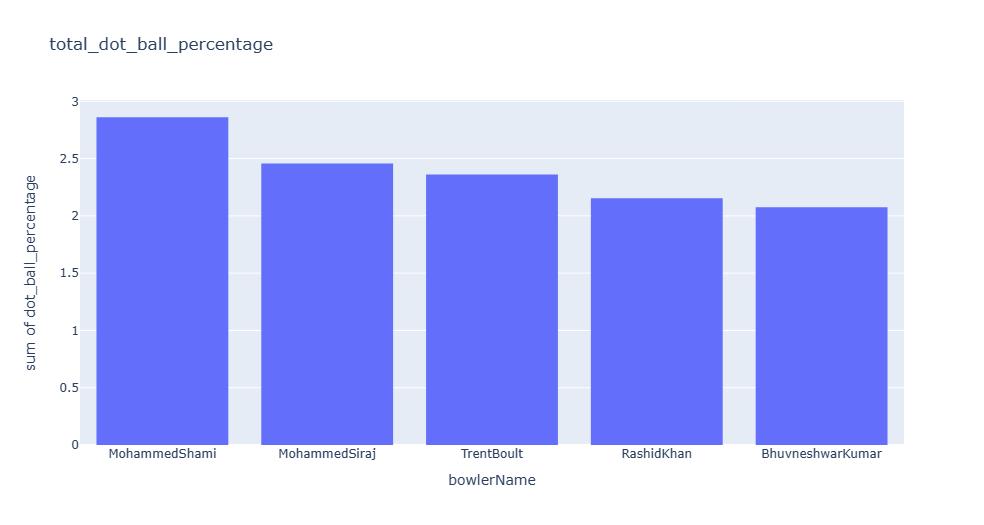 total_dot_ball_percentage
sum of dot_ball_percentage
3
2.5
2
1.5
1
0.5
0
MohammedShami
MohammedSiraj
TrentBoult
RashidKhan
BhuvneshwarKumar
bowlerName